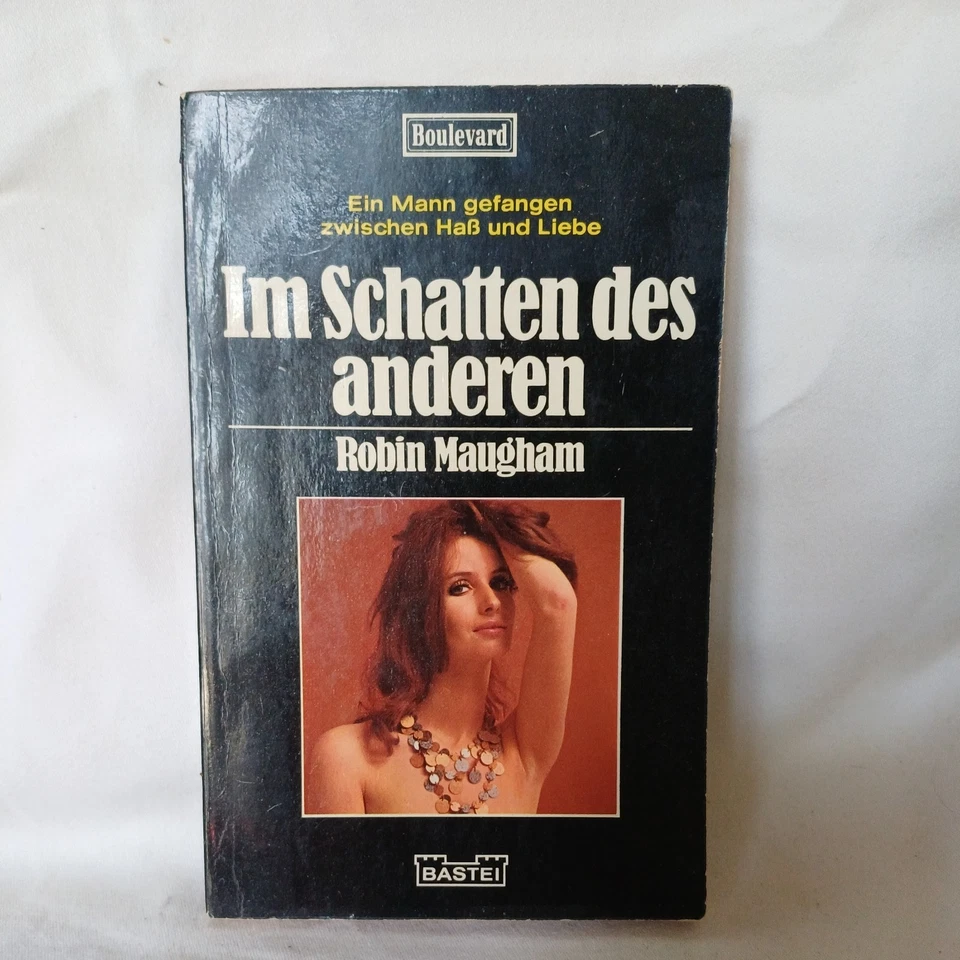 Boulevard
Ein Mann gefangen
zwischen Haß und Liebe
Im Schatten des
anderen
Robin Maugham
BASTEI